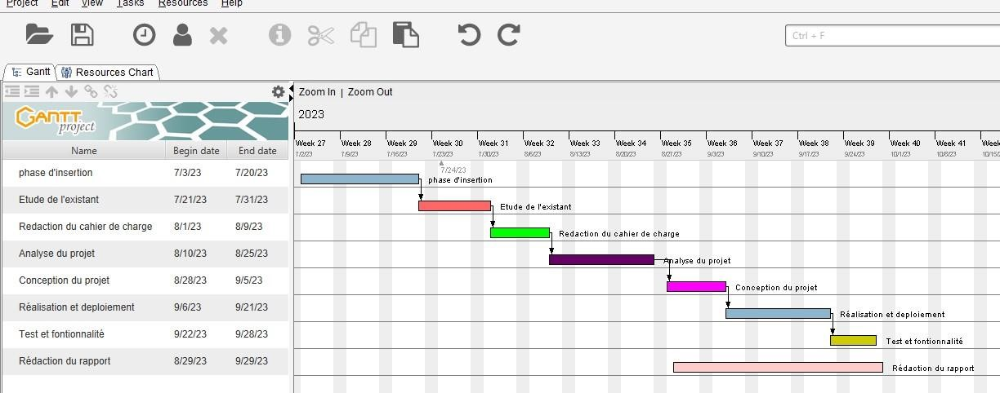 Project Edit View Tasks Resources Help
Ctrl + F
Gantt Resources Chart
Zoom In | Zoom Out
GANTT project
2023
Name Begin date End date
Week 27 Week 28 Week 29 Week 30 Week 31 Week 32 Week 33 Week 34 Week 35 Week 36 Week 37 Week 38 Week 39 Week 40 Week 41 Week
7/2/23 7/9/23 7/16/23 7/23/23 7/30/23 8/6/23 8/13/23 8/20/23 8/27/23 9/3/23 9/10/23 9/17/23 9/24/23 10/1/23 10/8/23 10/15/2
7/24/23
phase d'insertion 7/3/23 7/20/23 phase d'insertion
Etude de l'existant 7/21/23 7/31/23 Etude de l'existant
Redaction du cahier de charge 8/1/23 8/9/23 Redaction du cahier de charge
Analyse du projet 8/10/23 8/25/23 Analyse du projet
Conception du projet 8/28/23 9/5/23 Conception du projet
Réalisation et deploiement 9/6/23 9/21/23 Réalisation et deploiement
Test et fontionnalité 9/22/23 9/28/23 Test et fontionnalité
Rédaction du rapport 8/29/23 9/29/23 Rédaction du rapport